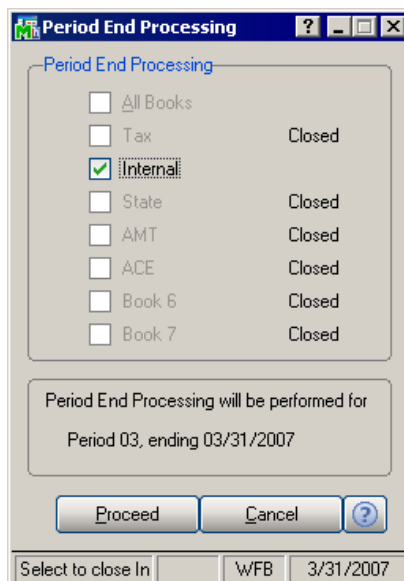 Period End Processing
Period End Processing
All Books
Tax Closed
Internal
State Closed
AMT Closed
ACE Closed
Book 6 Closed
Book 7 Closed
Period End Processing will be performed for
Period 03, ending 03/31/2007
Proceed Cancel ?
Select to close In WFB 3/31/2007